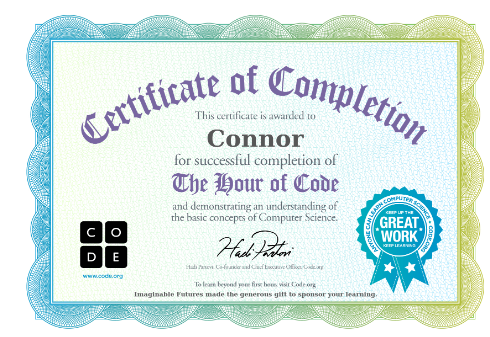 Certificate of Completion
This certificate is awarded to
Connor
for successful completion of
The Hour of Code
and demonstrating an understanding of
the basic concepts of Computer Science.
C O
D E
www.code.org
Hadi Partovi
Hadi Partovi, Co-founder and Chief Executive Officer, Code.org
To learn beyond your first hour, visit Code.org
Imaginable Futures made the generous gift to sponsor your learning.
ANYONE CAN LEARN COMPUTER SCIENCE
KEEP UP THE
GREAT
WORK
KEEP LEARNING